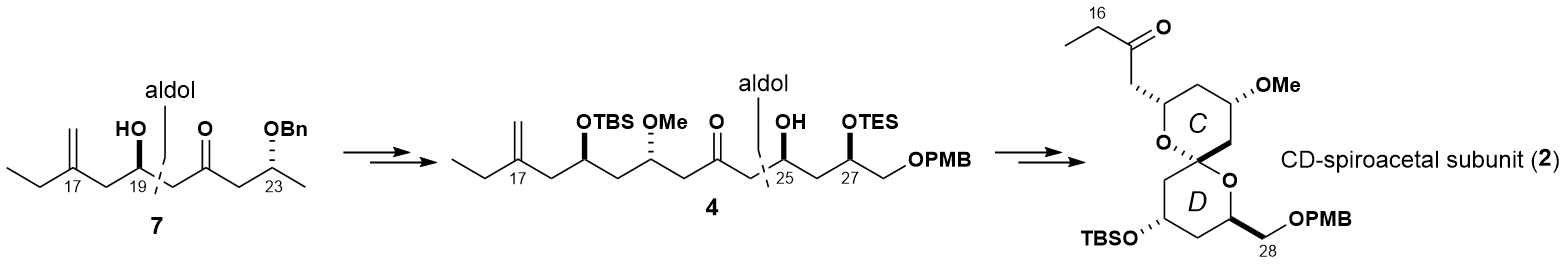 aldol
HO
O
OBn
17
19
23
7
aldol
OTBS
OMe
O
OH
OTES
OPMB
17
25
27
4
16
O
OMe
C
O
O
D
TBSO
OPMB
28
CD-spiroacetal subunit (2)